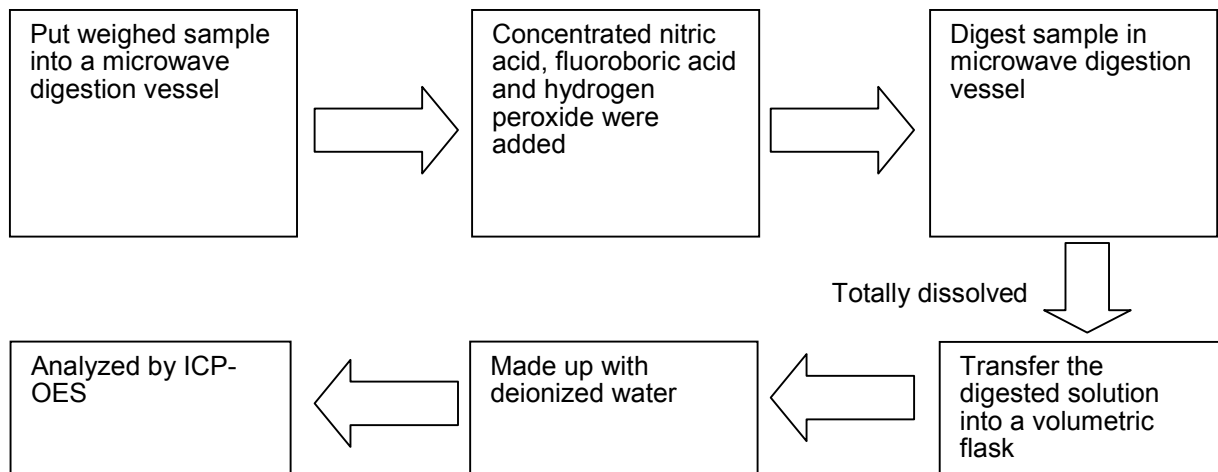 Put weighed sample
into a microwave
digestion vessel
Concentrated nitric
acid, fluoroboric acid
and hydrogen
peroxide were
added
Digest sample in
microwave digestion
vessel
Totally dissolved
Transfer the
digested solution
into a volumetric
flask
Made up with
deionized water
Analyzed by ICP-
OES